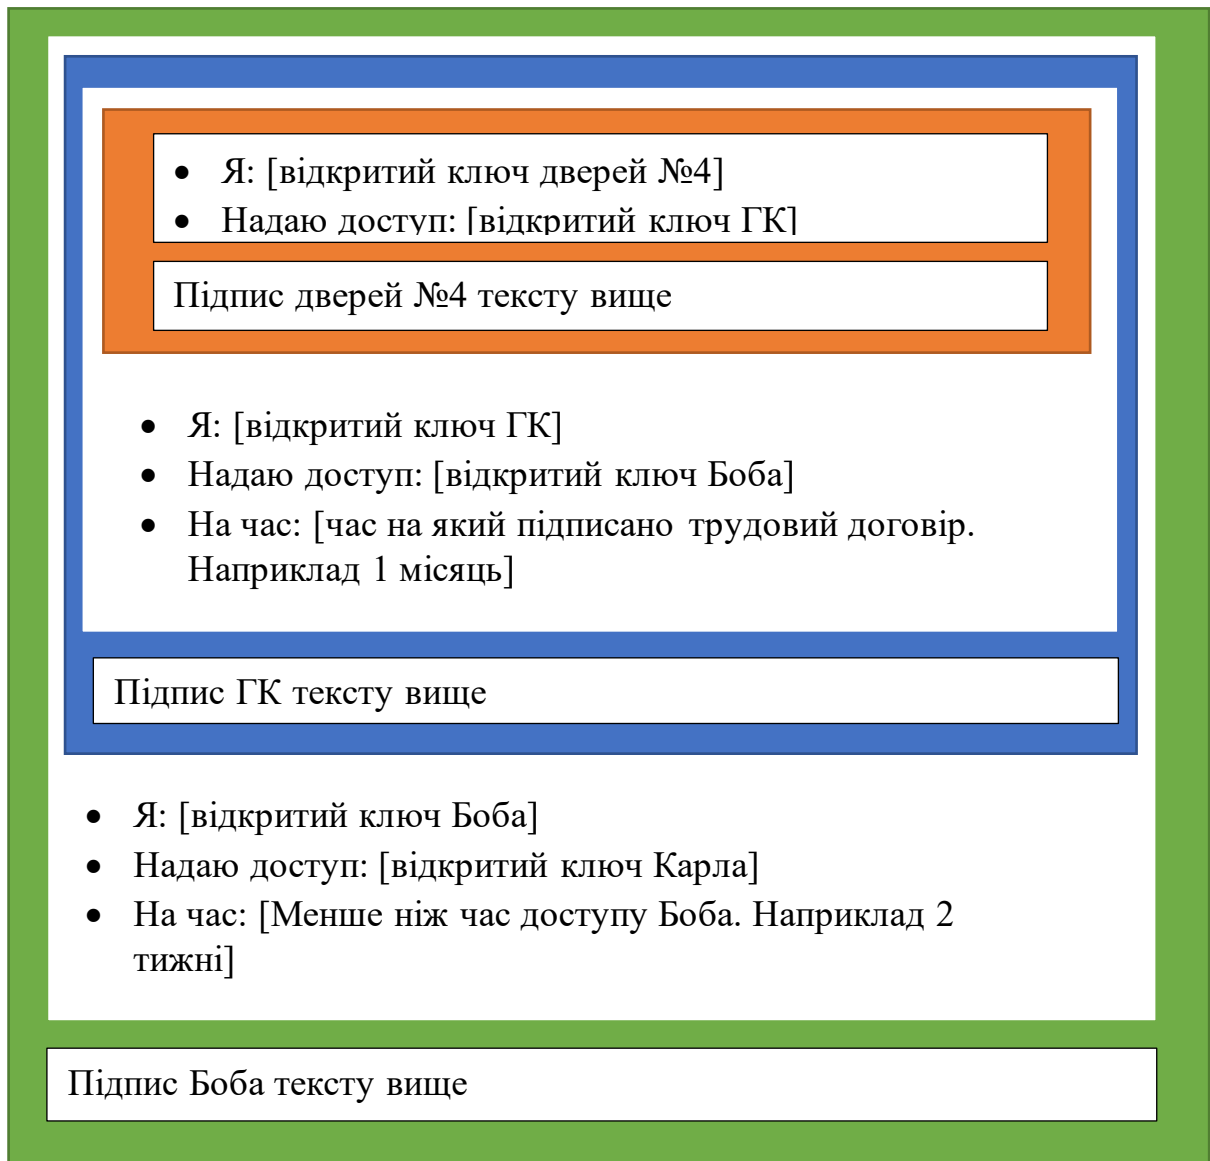 • Я: [відкритий ключ дверей №4]
• Надаю доступ: [відкритий ключ ГК]
Підпис дверей №4 тексту вище
• Я: [відкритий ключ ГК]
• Надаю доступ: [відкритий ключ Боба]
• На час: [час на який підписано трудовий договір.
Наприклад 1 місяць]
Підпис ГК тексту вище
• Я: [відкритий ключ Боба]
• Надаю доступ: [відкритий ключ Карла]
• На час: [Менше ніж час доступу Боба. Наприклад 2
тижні]
Підпис Боба тексту вище